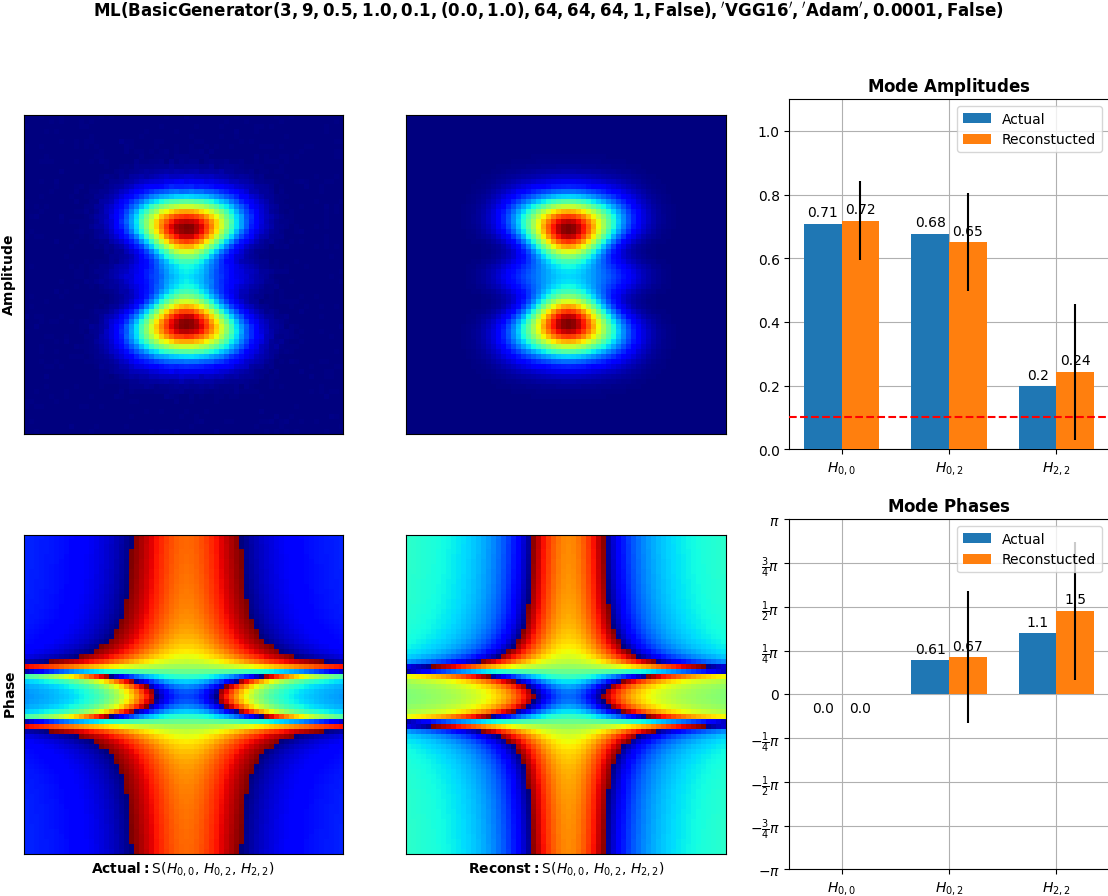 ML(BasicGenerator(3, 9, 0.5, 1.0, 0.1, (0.0, 1.0), 64, 64, 64, 1, False), ′VGG16′, ′Adam′, 0.0001, False)
Amplitude
Mode Amplitudes
Actual
Reconstucted
1.0
0.8
0.6
0.4
0.2
0.0
0.71
0.72
0.68
0.65
0.2
0.24
H0,0
H0,2
H2,2
Phase
Actual: S(H0,0, H0,2, H2,2)
Reconst: S(H0,0, H0,2, H2,2)
Mode Phases
Actual
Reconstucted
π
3/4π
1/2π
1/4π
0
−1/4π
−1/2π
−3/4π
−π
0.0
0.0
0.61
0.67
1.1
1.5
H0,0
H0,2
H2,2